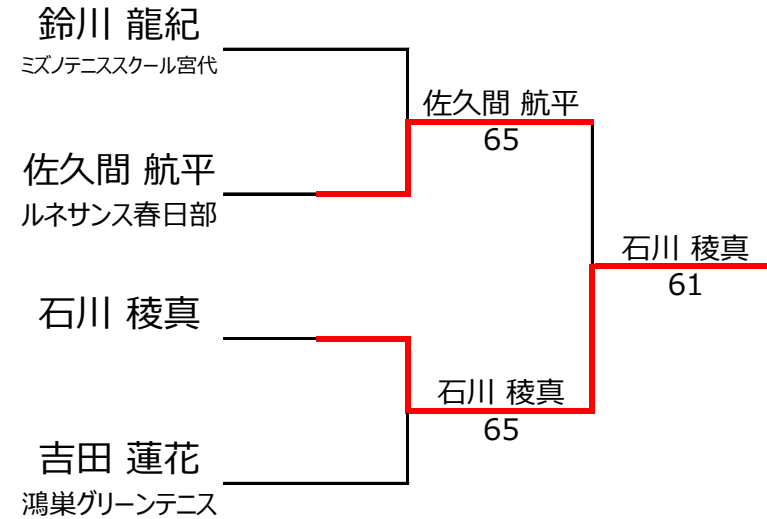 鈴川 龍紀
ミズノテニススクール宮代
佐久間 航平
65
佐久間 航平
ルネサンス春日部
石川 稜真
61
石川 稜真
石川 稜真
65
吉田 蓮花
鴻巣グリーンテニス